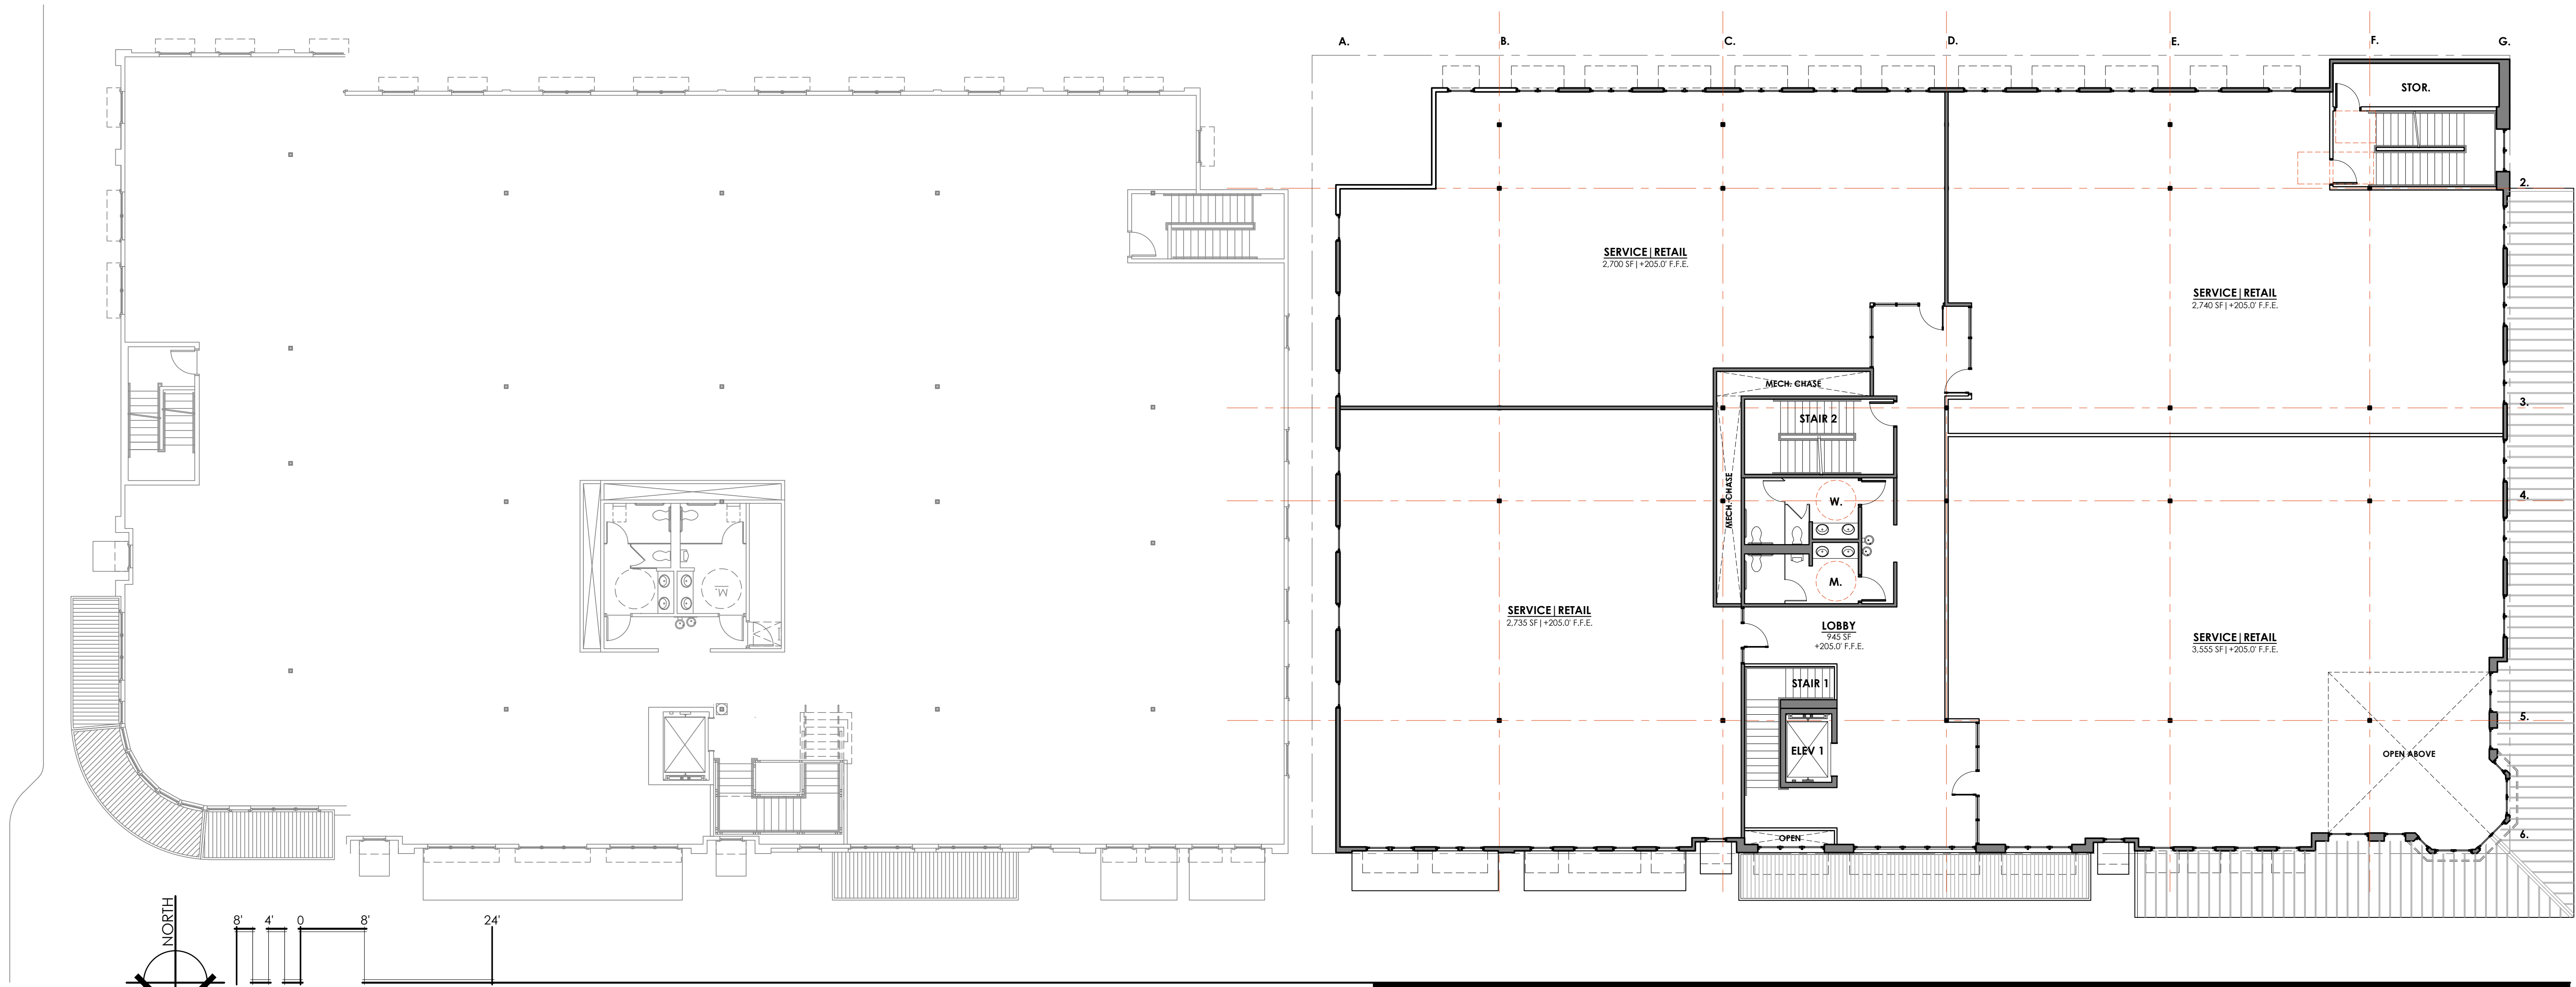 A.
B.
C.
D.
E.
F.
G.
STOR.
2.
SERVICE|RETAIL
2,700 SF|+205.0' F.F.E.
SERVICE|RETAIL
2,740 SF|+205.0' F.F.E.
MECH. CHASE
3.
STAIR 2
MECH. CHASE
W.
4.
M.
M.
SERVICE|RETAIL
2,735 SF|+205.0' F.F.E.
LOBBY
945 SF
+205.0' F.F.E.
SERVICE|RETAIL
3,555 SF|+205.0' F.F.E.
STAIR 1
5.
ELEV 1
OPEN ABOVE
OPEN
6.
NORTH
8'
4'
0
8'
24'